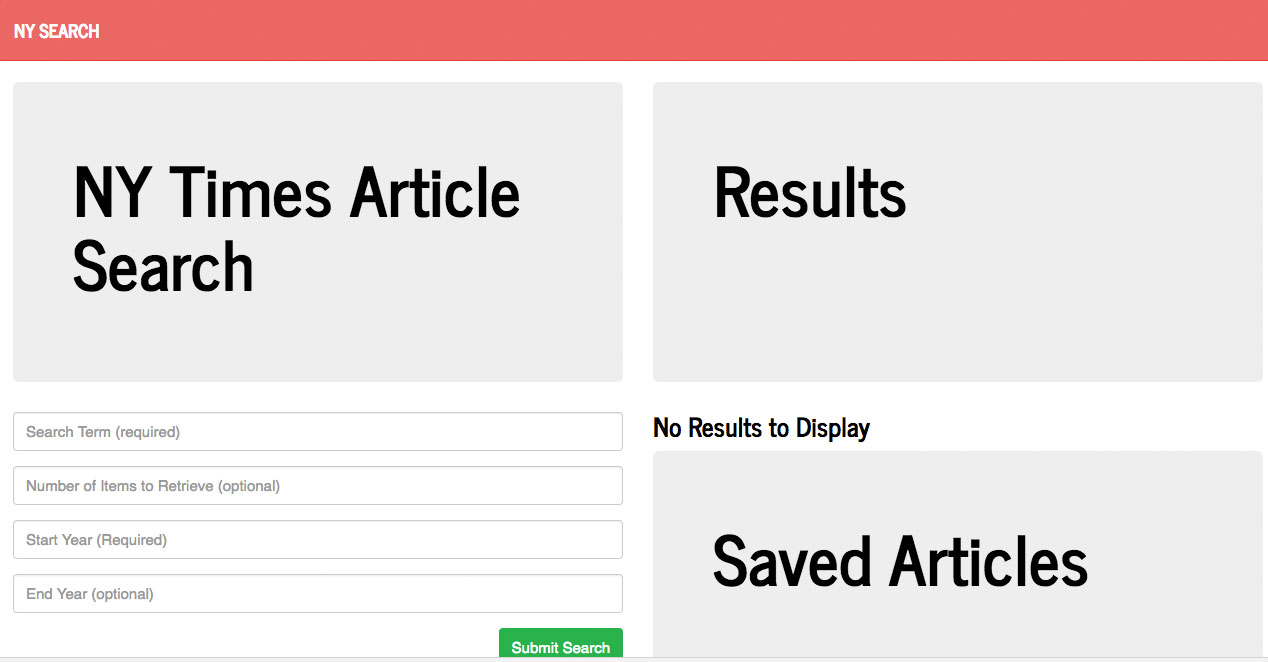 NY SEARCH
NY Times Article
Search
Search Term (required)
Number of Items to Retrieve (optional)
Start Year (Required)
End Year (optional)
Submit Search
Results
No Results to Display
Saved Articles